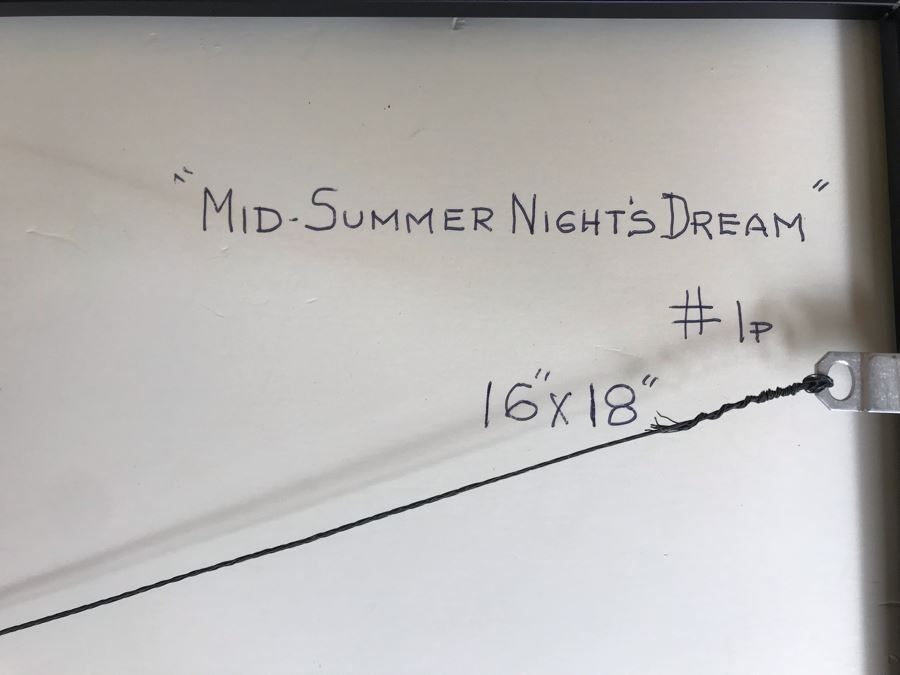 "MID-SUMMER NIGHT'S DREAM"
# 1P
16"X18"